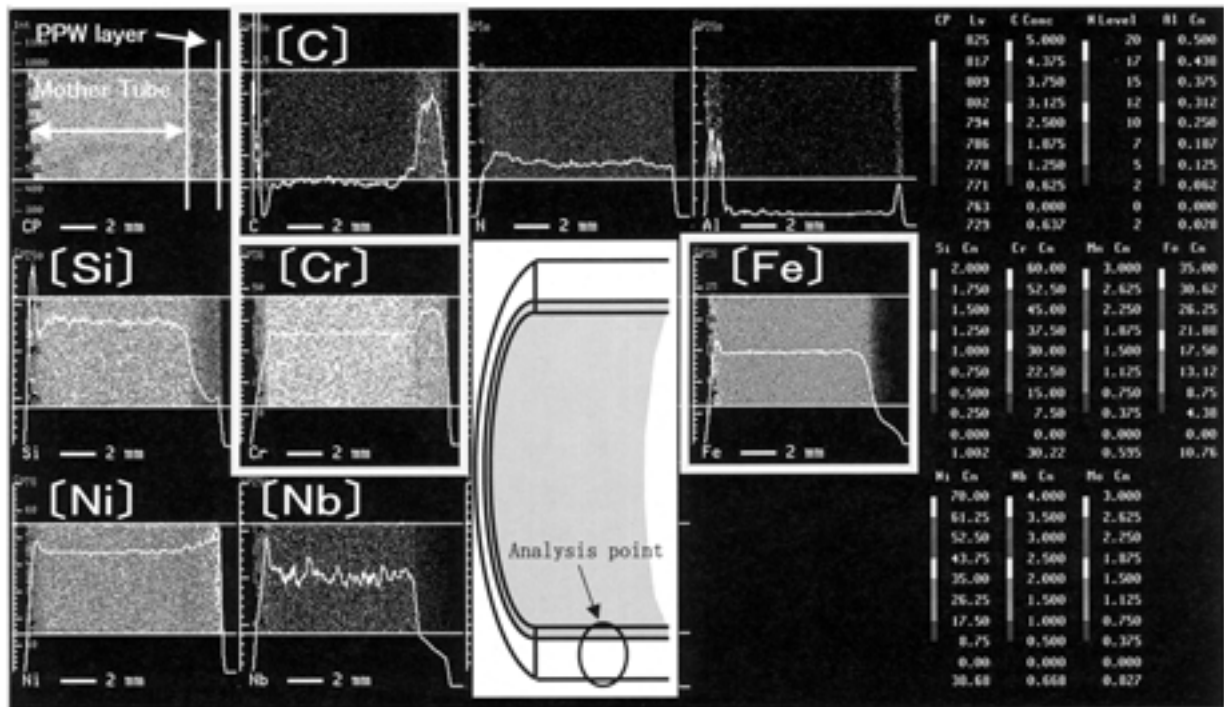 PPW layer
Mother Tube
CP 2 mm
[C]
C 2 mm
N 2 mm
Al 2 mm
[Si]
Si 2 mm
[Cr]
Cr 2 mm
[Fe]
Fe 2 mm
[Ni]
Ni 2 mm
[Nb]
Nb 2 mm
Analysis point
CP Lv C Conc N Level Al Cn
825 5.000 20 0.500
817 4.375 17 0.438
809 3.750 15 0.375
802 3.125 12 0.312
794 2.500 10 0.250
786 1.875 7 0.187
778 1.250 5 0.125
771 0.625 2 0.062
763 0.000 0 0.000
729 0.637 2 0.028
Si Cn Cr Cn Mn Cn Fe Cn
2.000 60.00 3.000 35.00
1.750 52.50 2.625 30.62
1.500 45.00 2.250 26.25
1.250 37.50 1.875 21.88
1.000 30.00 1.500 17.50
0.750 22.50 1.125 13.12
0.500 15.00 0.750 8.75
0.250 7.50 0.375 4.38
0.000 0.00 0.000 0.00
1.002 30.22 0.595 10.76
Ni Cn Nb Cn Mo Cn
70.00 4.000 3.000
61.25 3.500 2.625
52.50 3.000 2.250
43.75 2.500 1.875
35.00 2.000 1.500
26.25 1.500 1.125
17.50 1.000 0.750
8.75 0.500 0.375
0.00 0.000 0.000
38.68 0.668 0.827